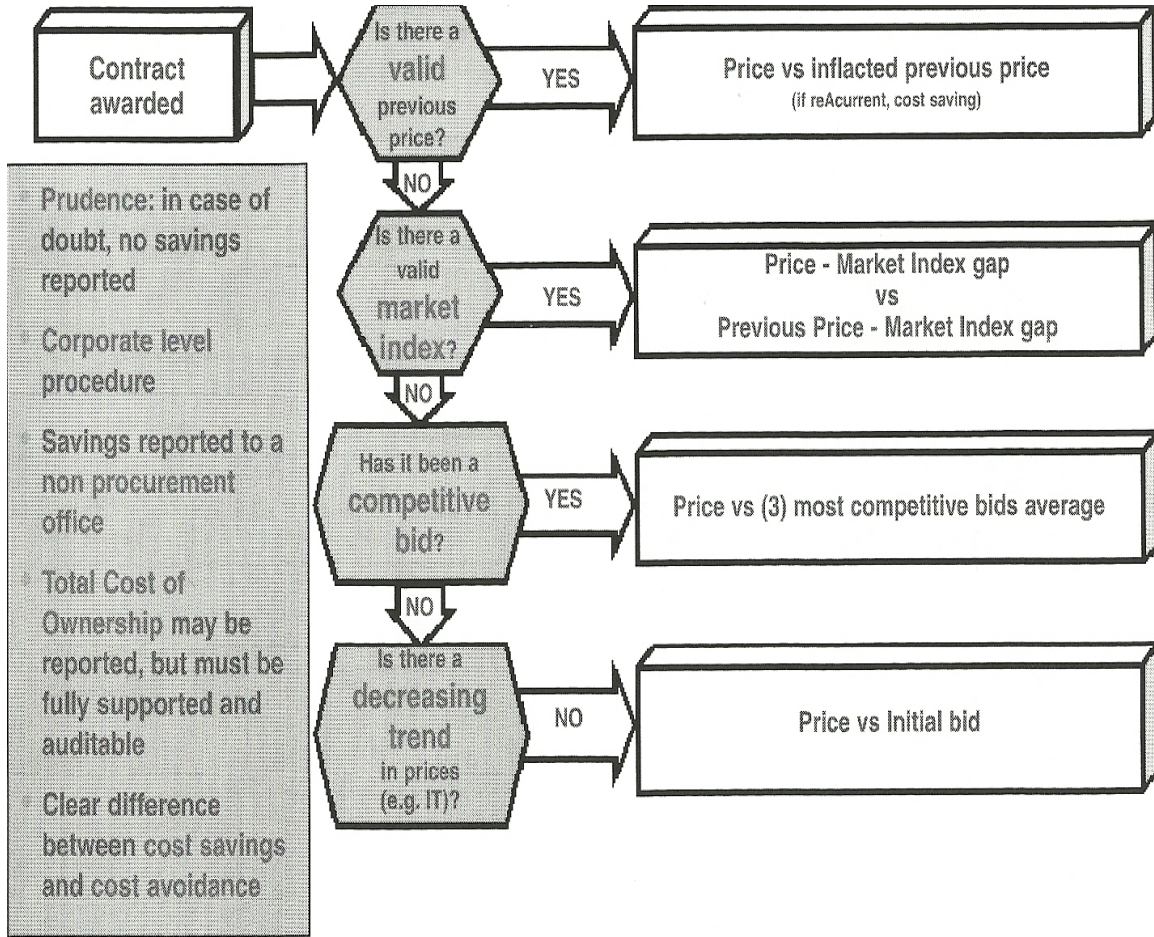 Contract
awarded
Is there a
valid
previous
price?
YES
Price vs inflacted previous price
(if reAcurrent, cost saving)
NO
Is there a
valid
market
index?
YES
Price - Market Index gap
vs
Previous Price - Market Index gap
NO
Has it been a
competitive
bid?
YES
Price vs (3) most competitive bids average
NO
Is there a
decreasing
trend
in prices
(e.g. IT)?
NO
Price vs Initial bid
Prudence: in case of
doubt, no savings
reported
Corporate level
procedure
Savings reported to a
non procurement
office
Total Cost of
Ownership may be
reported, but must be
fully supported and
auditable
Clear difference
between cost savings
and cost avoidance